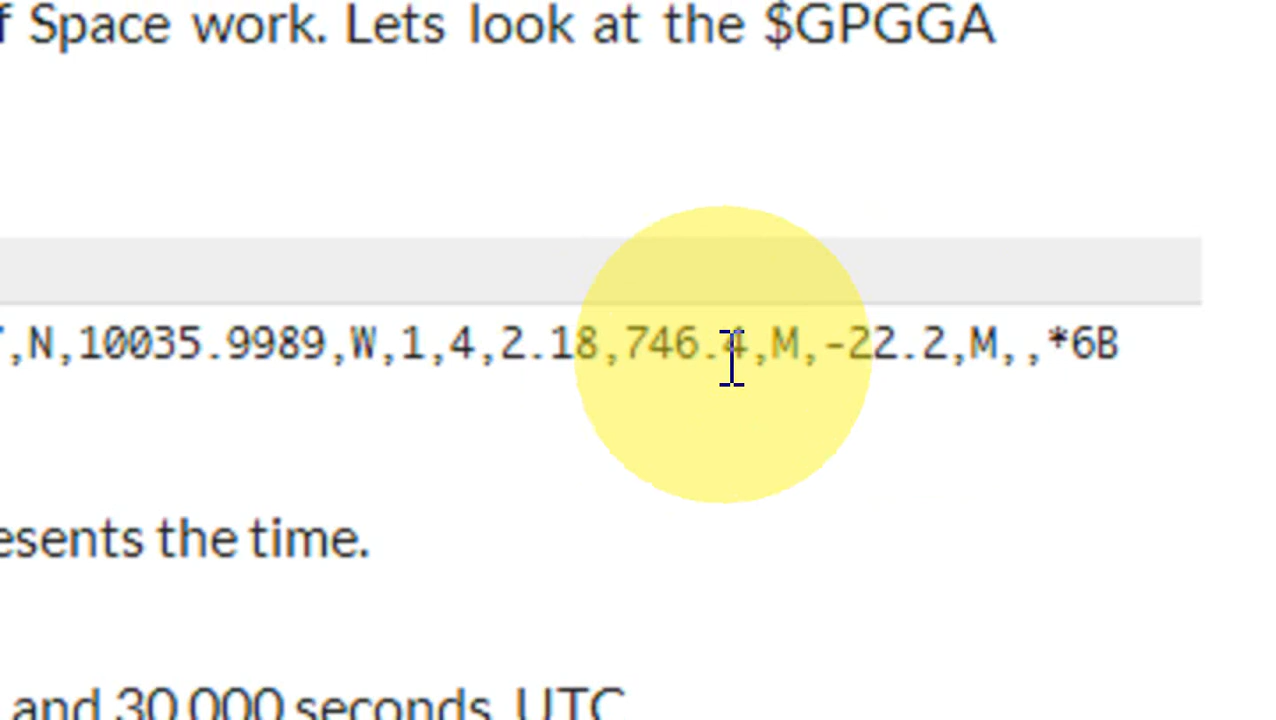 f Space work. Lets look at the $GPGGA
,N,10035.9989,W,1,4,2.18,746.4,M,-22.2,M,,*6B
esents the time.
and 30.000 seconds, UTC